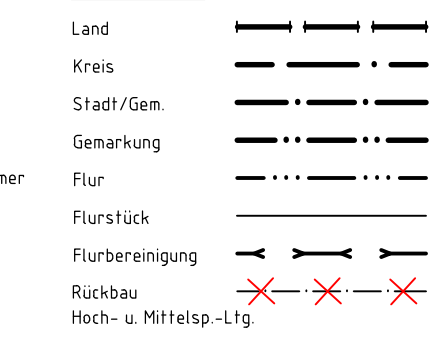 Land
Kreis
Stadt/Gem.
Gemarkung
mer
Flur
Flurstück
Flurbereinigung
Rückbau
Hoch- u. Mittelsp.-Ltg.